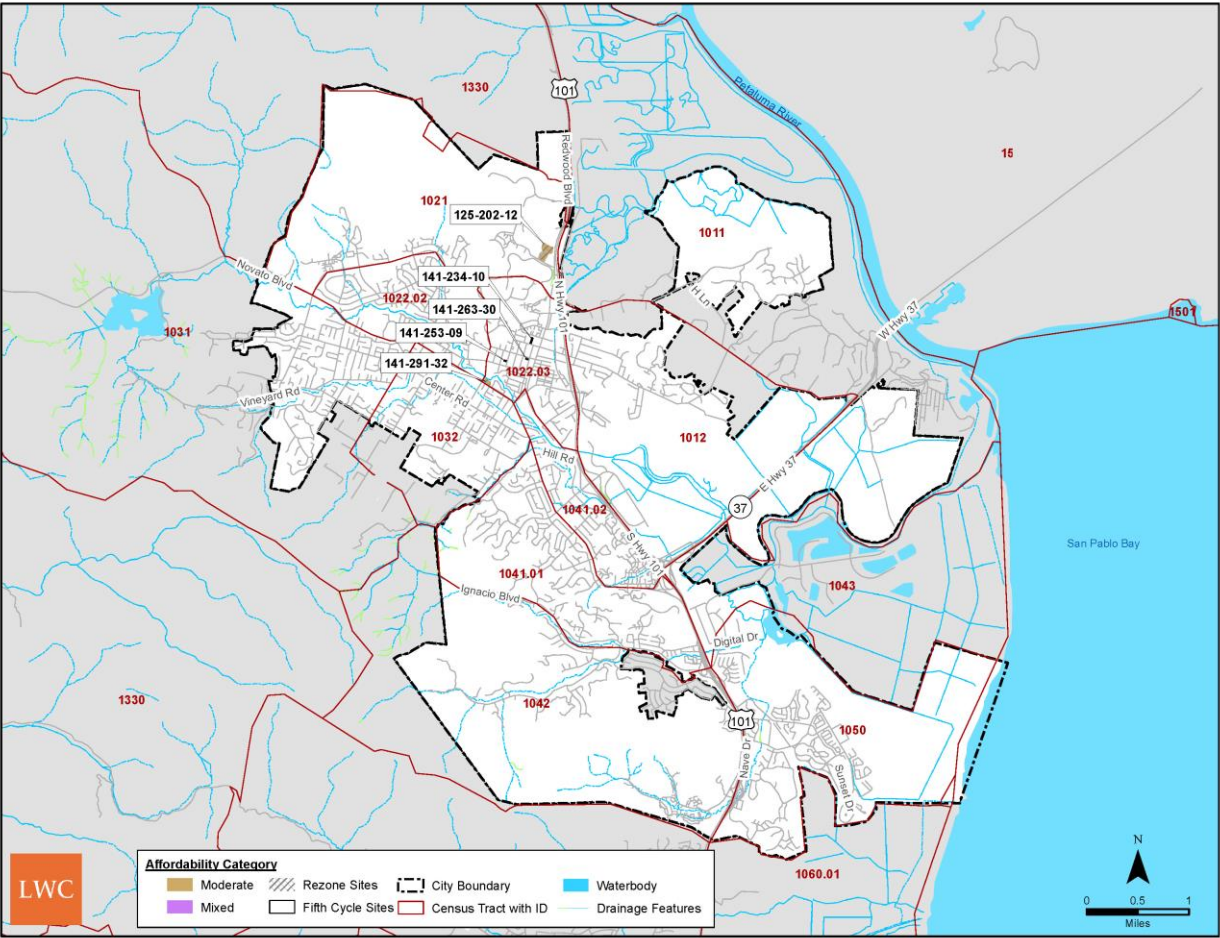 1330
101
Petaluma River
15
Redwood Blvd
1021
125-202-12
1011
Novato Blvd
141-234-10
N Hwy 101
H Ln
1022.02
141-263-30
W Hwy 37
1501
1031
141-253-09
141-291-32
1022.03
Center Rd
Vineyard Rd
1032
1012
Hill Rd
E Hwy 37
37
1041.02
S Hwy 101
San Pablo Bay
1041.01
1043
Ignacio Blvd
Digital Dr
1330
1042
101
1050
Nave Dr
Sunset Dr
1060.01
N
0 0.5 1
Miles
LWC
Affordability Category
Moderate Rezone Sites City Boundary Waterbody
Mixed Fifth Cycle Sites Census Tract with ID Drainage Features